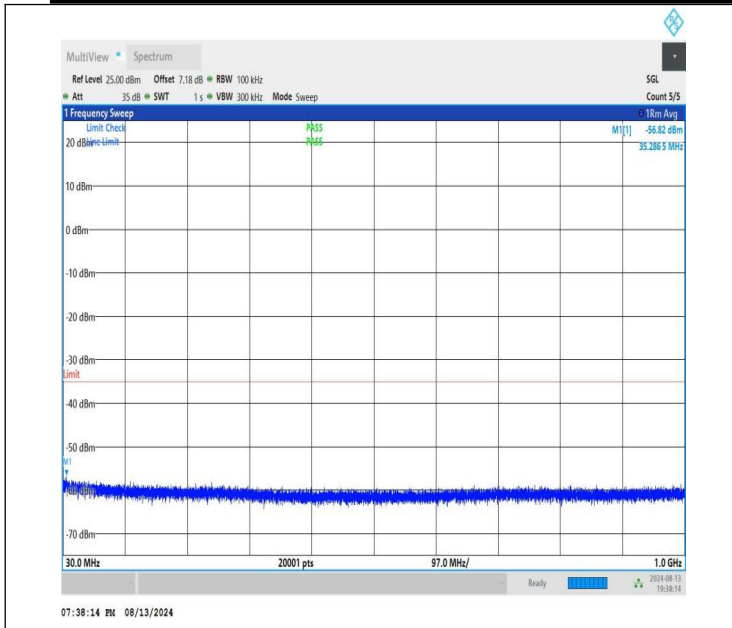 MultiView Spectrum
Ref Level 25.00 dBm Offset 7.18 dB RBW 100 kHz SGL
Att 35 dB SWT 1 s VBW 300 kHz Mode Sweep Count 5/5
1 Frequency Sweep 1Rm Avg
Limit Check PASS M1[1] -56.82 dBm
20 dBm Line Limit PASS 35.286 5 MHz
10 dBm
0 dBm
-10 dBm
-20 dBm
-30 dBm
Limit
-40 dBm
-50 dBm
M1
-70 dBm
30.0 MHz 20001 pts 97.0 MHz/ 1.0 GHz
Ready 2024-08-13
19:38:14
07:38:14 PM 08/13/2024